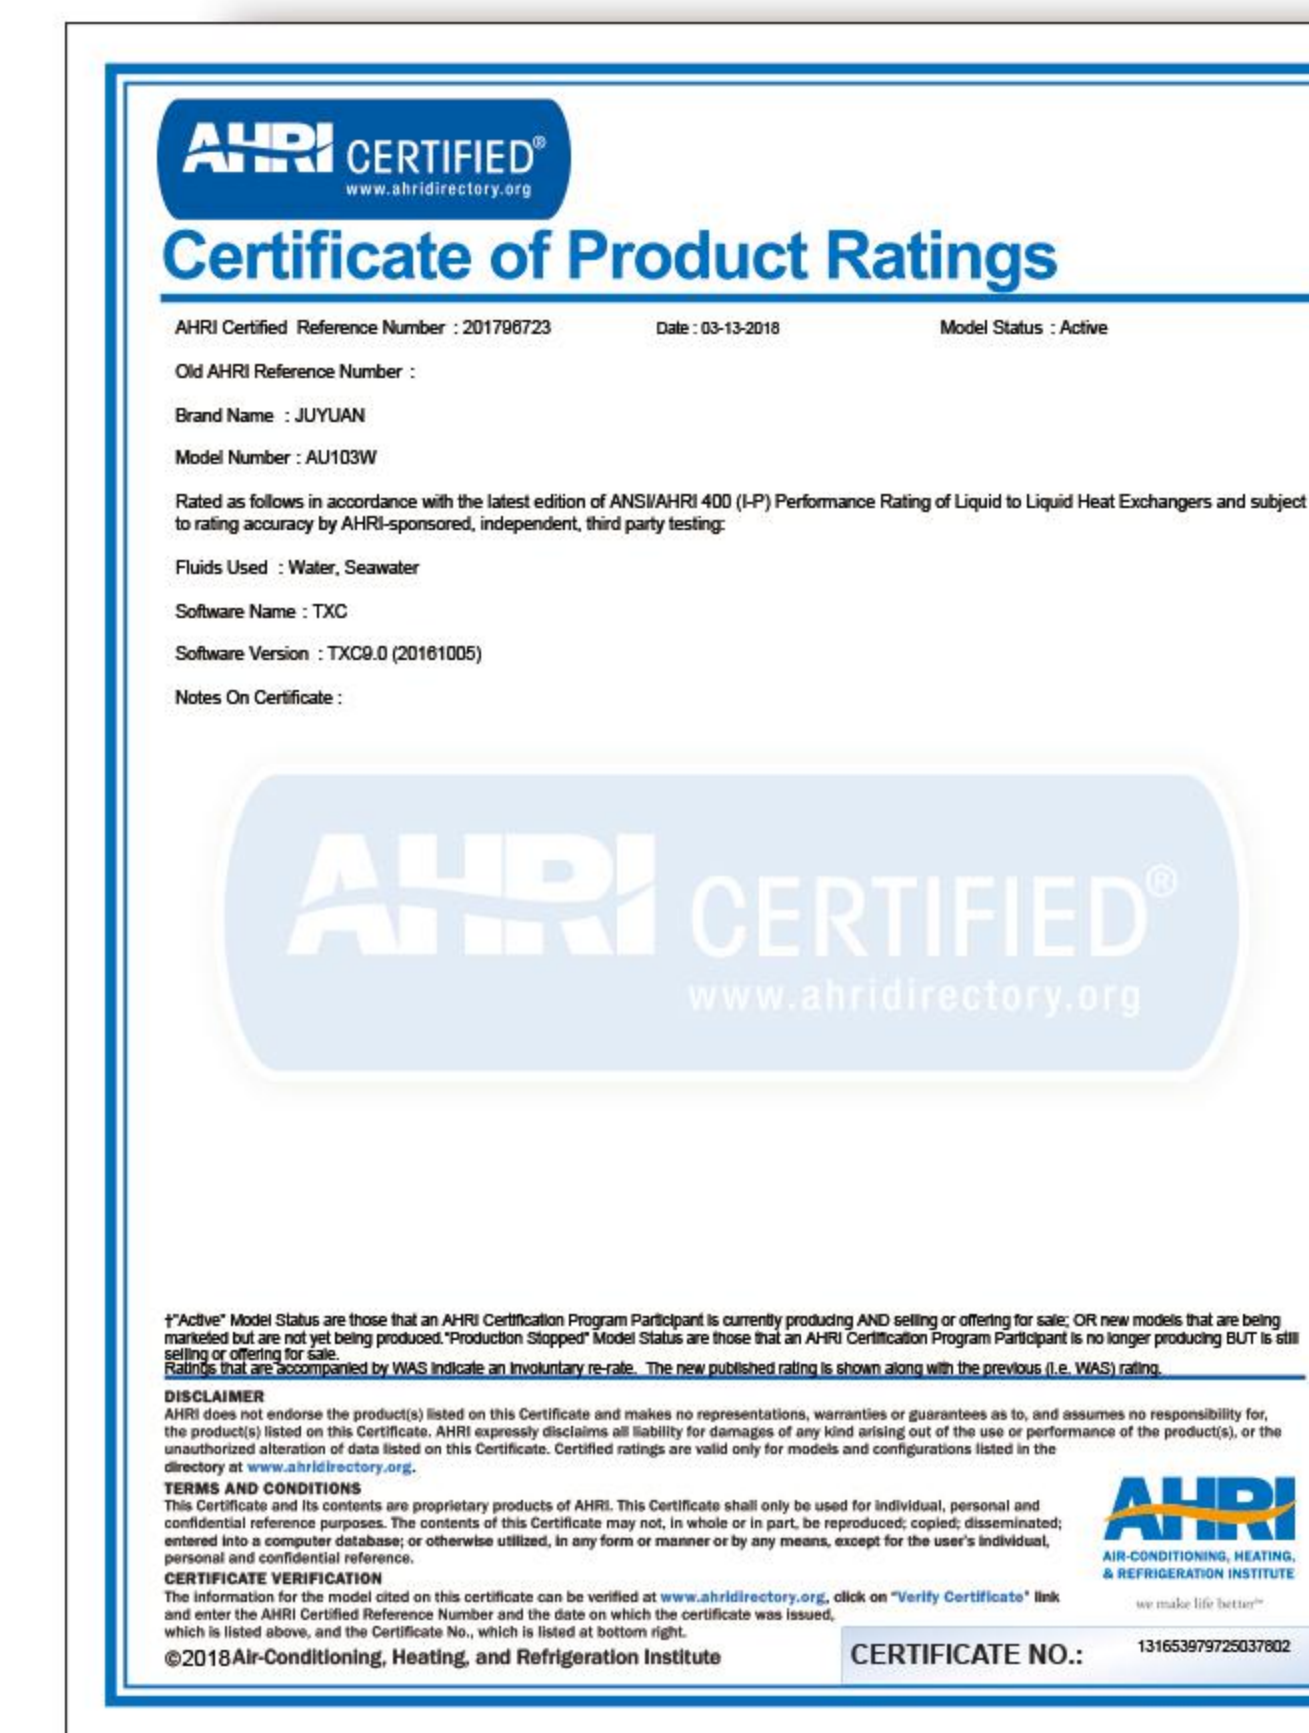 AHRI CERTIFIED®
www.ahridirectory.org
Certificate of Product Ratings
AHRI Certified Reference Number : 201796723 Date : 03-13-2018 Model Status : Active
Old AHRI Reference Number :
Brand Name : JUYUAN
Model Number : AU103W
Rated as follows in accordance with the latest edition of ANSI/AHRI 400 (I-P) Performance Rating of Liquid to Liquid Heat Exchangers and subject
to rating accuracy by AHRI-sponsored, independent, third party testing:
Fluids Used : Water, Seawater
Software Name : TXC
Software Version : TXC9.0 (20161005)
Notes On Certificate :
AHRI CERTIFIED®
www.ahridirectory.org
†"Active" Model Status are those that an AHRI Certification Program Participant is currently producing AND selling or offering for sale; OR new models that are being
marketed but are not yet being produced."Production Stopped" Model Status are those that an AHRI Certification Program Participant is no longer producing BUT is still
selling or offering for sale.
Ratings that are accompanied by WAS indicate an involuntary re-rate. The new published rating is shown along with the previous (i.e. WAS) rating.
DISCLAIMER
AHRI does not endorse the product(s) listed on this Certificate and makes no representations, warranties or guarantees as to, and assumes no responsibility for,
the product(s) listed on this Certificate. AHRI expressly disclaims all liability for damages of any kind arising out of the use or performance of the product(s), or the
unauthorized alteration of data listed on this Certificate. Certified ratings are valid only for models and configurations listed in the
directory at www.ahridirectory.org.
TERMS AND CONDITIONS
This Certificate and its contents are proprietary products of AHRI. This Certificate shall only be used for individual, personal and
confidential reference purposes. The contents of this Certificate may not, in whole or in part, be reproduced; copied; disseminated;
entered into a computer database; or otherwise utilized, in any form or manner or by any means, except for the user's individual,
personal and confidential reference.
CERTIFICATE VERIFICATION
The information for the model cited on this certificate can be verified at www.ahridirectory.org, click on "Verify Certificate" link
and enter the AHRI Certified Reference Number and the date on which the certificate was issued,
which is listed above, and the Certificate No., which is listed at bottom right.
©2018Air-Conditioning, Heating, and Refrigeration Institute
AHRI
AIR-CONDITIONING, HEATING,
& REFRIGERATION INSTITUTE
we make life better℠
CERTIFICATE NO.: 131653979725037802